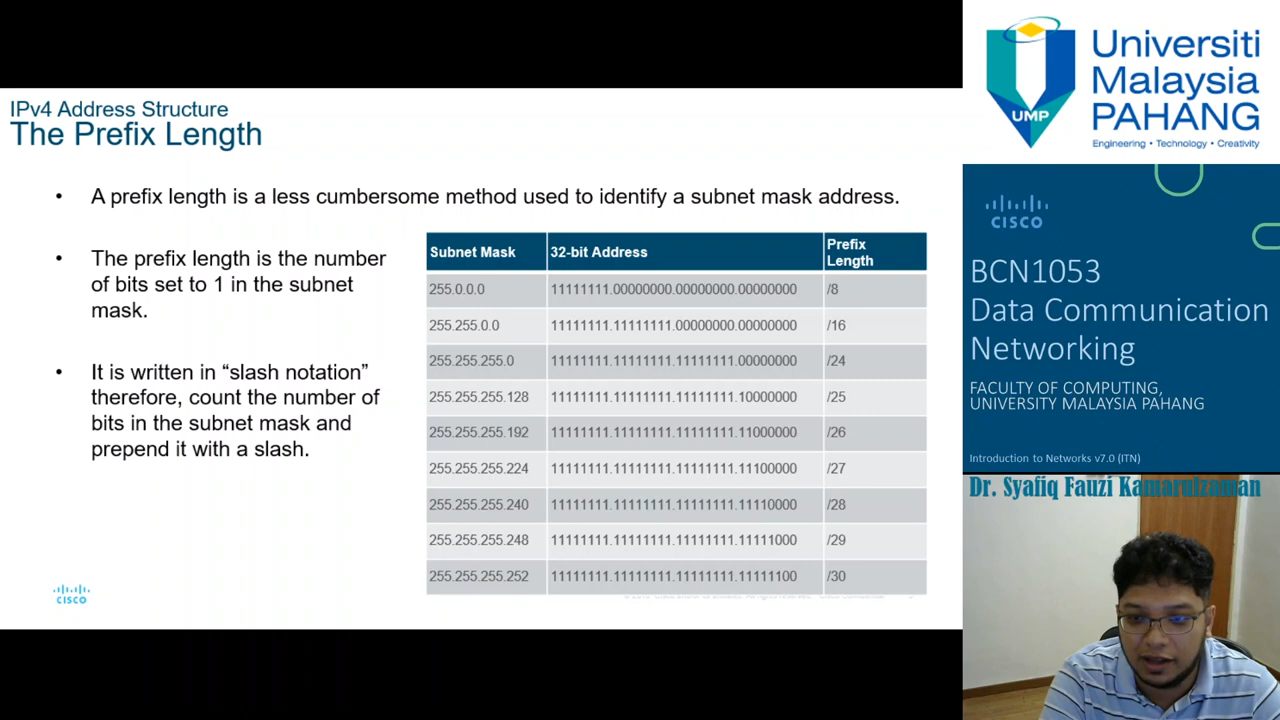 IPv4 Address Structure
The Prefix Length
• A prefix length is a less cumbersome method used to identify a subnet mask address.
• The prefix length is the number
of bits set to 1 in the subnet
mask.
• It is written in “slash notation”
therefore, count the number of
bits in the subnet mask and
prepend it with a slash.
Subnet Mask 32-bit Address Prefix Length
255.0.0.0 11111111.00000000.00000000.00000000 /8
255.255.0.0 11111111.11111111.00000000.00000000 /16
255.255.255.0 11111111.11111111.11111111.00000000 /24
255.255.255.128 11111111.11111111.11111111.10000000 /25
255.255.255.192 11111111.11111111.11111111.11000000 /26
255.255.255.224 11111111.11111111.11111111.11100000 /27
255.255.255.240 11111111.11111111.11111111.11110000 /28
255.255.255.248 11111111.11111111.11111111.11111000 /29
255.255.255.252 11111111.11111111.11111111.11111100 /30
CISCO
UMP
Universiti
Malaysia
PAHANG
Engineering • Technology • Creativity
CISCO
BCN1053
Data Communication
Networking
FACULTY OF COMPUTING,
UNIVERSITY MALAYSIA PAHANG
Introduction to Networks v7.0 (ITN)
Dr. Syafiq Fauzi Kamarulzaman